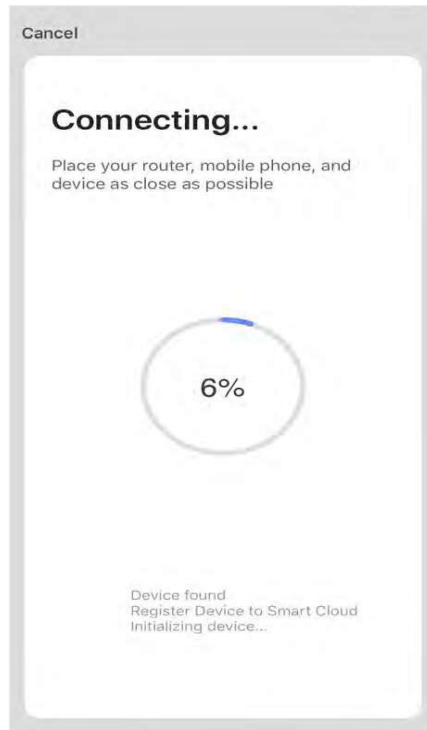 Cancel
Connecting...
Place your router, mobile phone, and
device as close as possible
6%
Device found
Register Device to Smart Cloud
Initializing device...